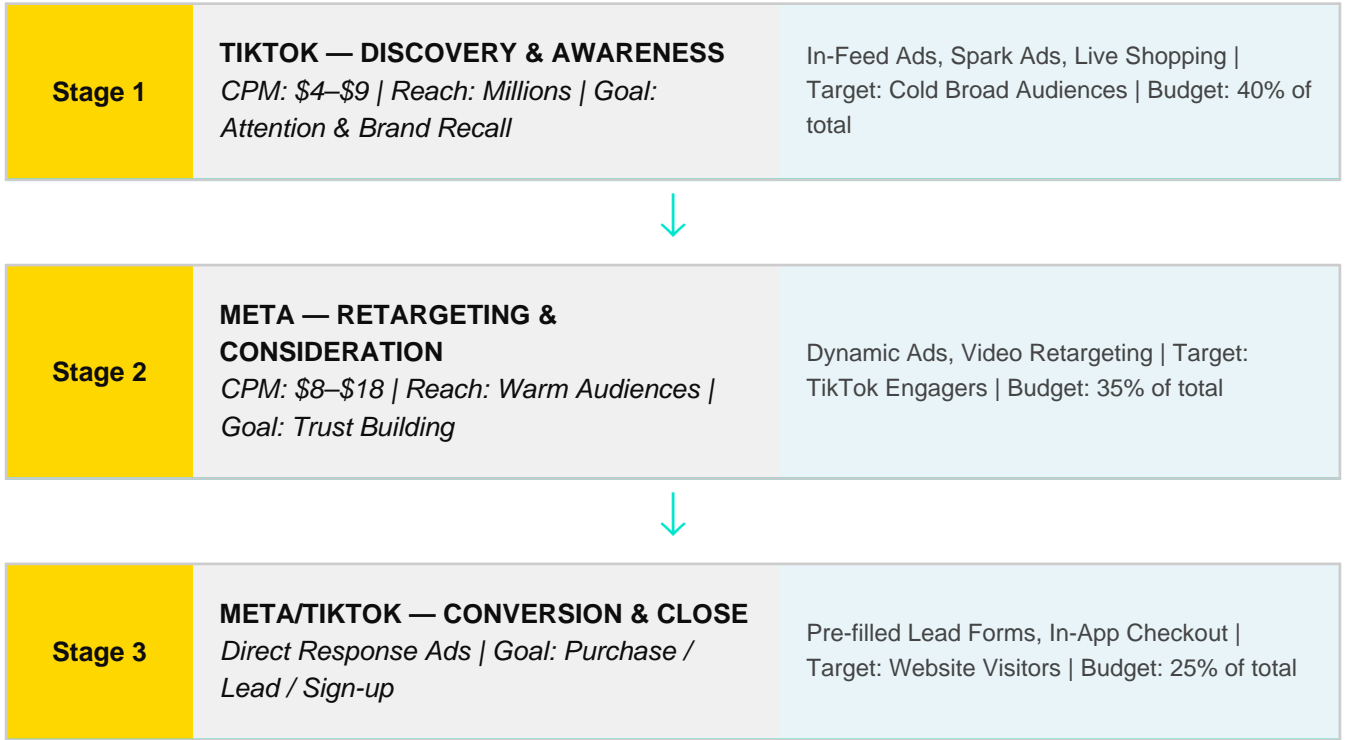 Stage 1
TIKTOK — DISCOVERY & AWARENESS
CPM: $4–$9 | Reach: Millions | Goal:
Attention & Brand Recall
In-Feed Ads, Spark Ads, Live Shopping |
Target: Cold Broad Audiences | Budget: 40% of
total
↓
Stage 2
META — RETARGETING &
CONSIDERATION
CPM: $8–$18 | Reach: Warm Audiences |
Goal: Trust Building
Dynamic Ads, Video Retargeting | Target:
TikTok Engagers | Budget: 35% of total
↓
Stage 3
META/TIKTOK — CONVERSION & CLOSE
Direct Response Ads | Goal: Purchase /
Lead / Sign-up
Pre-filled Lead Forms, In-App Checkout |
Target: Website Visitors | Budget: 25% of total